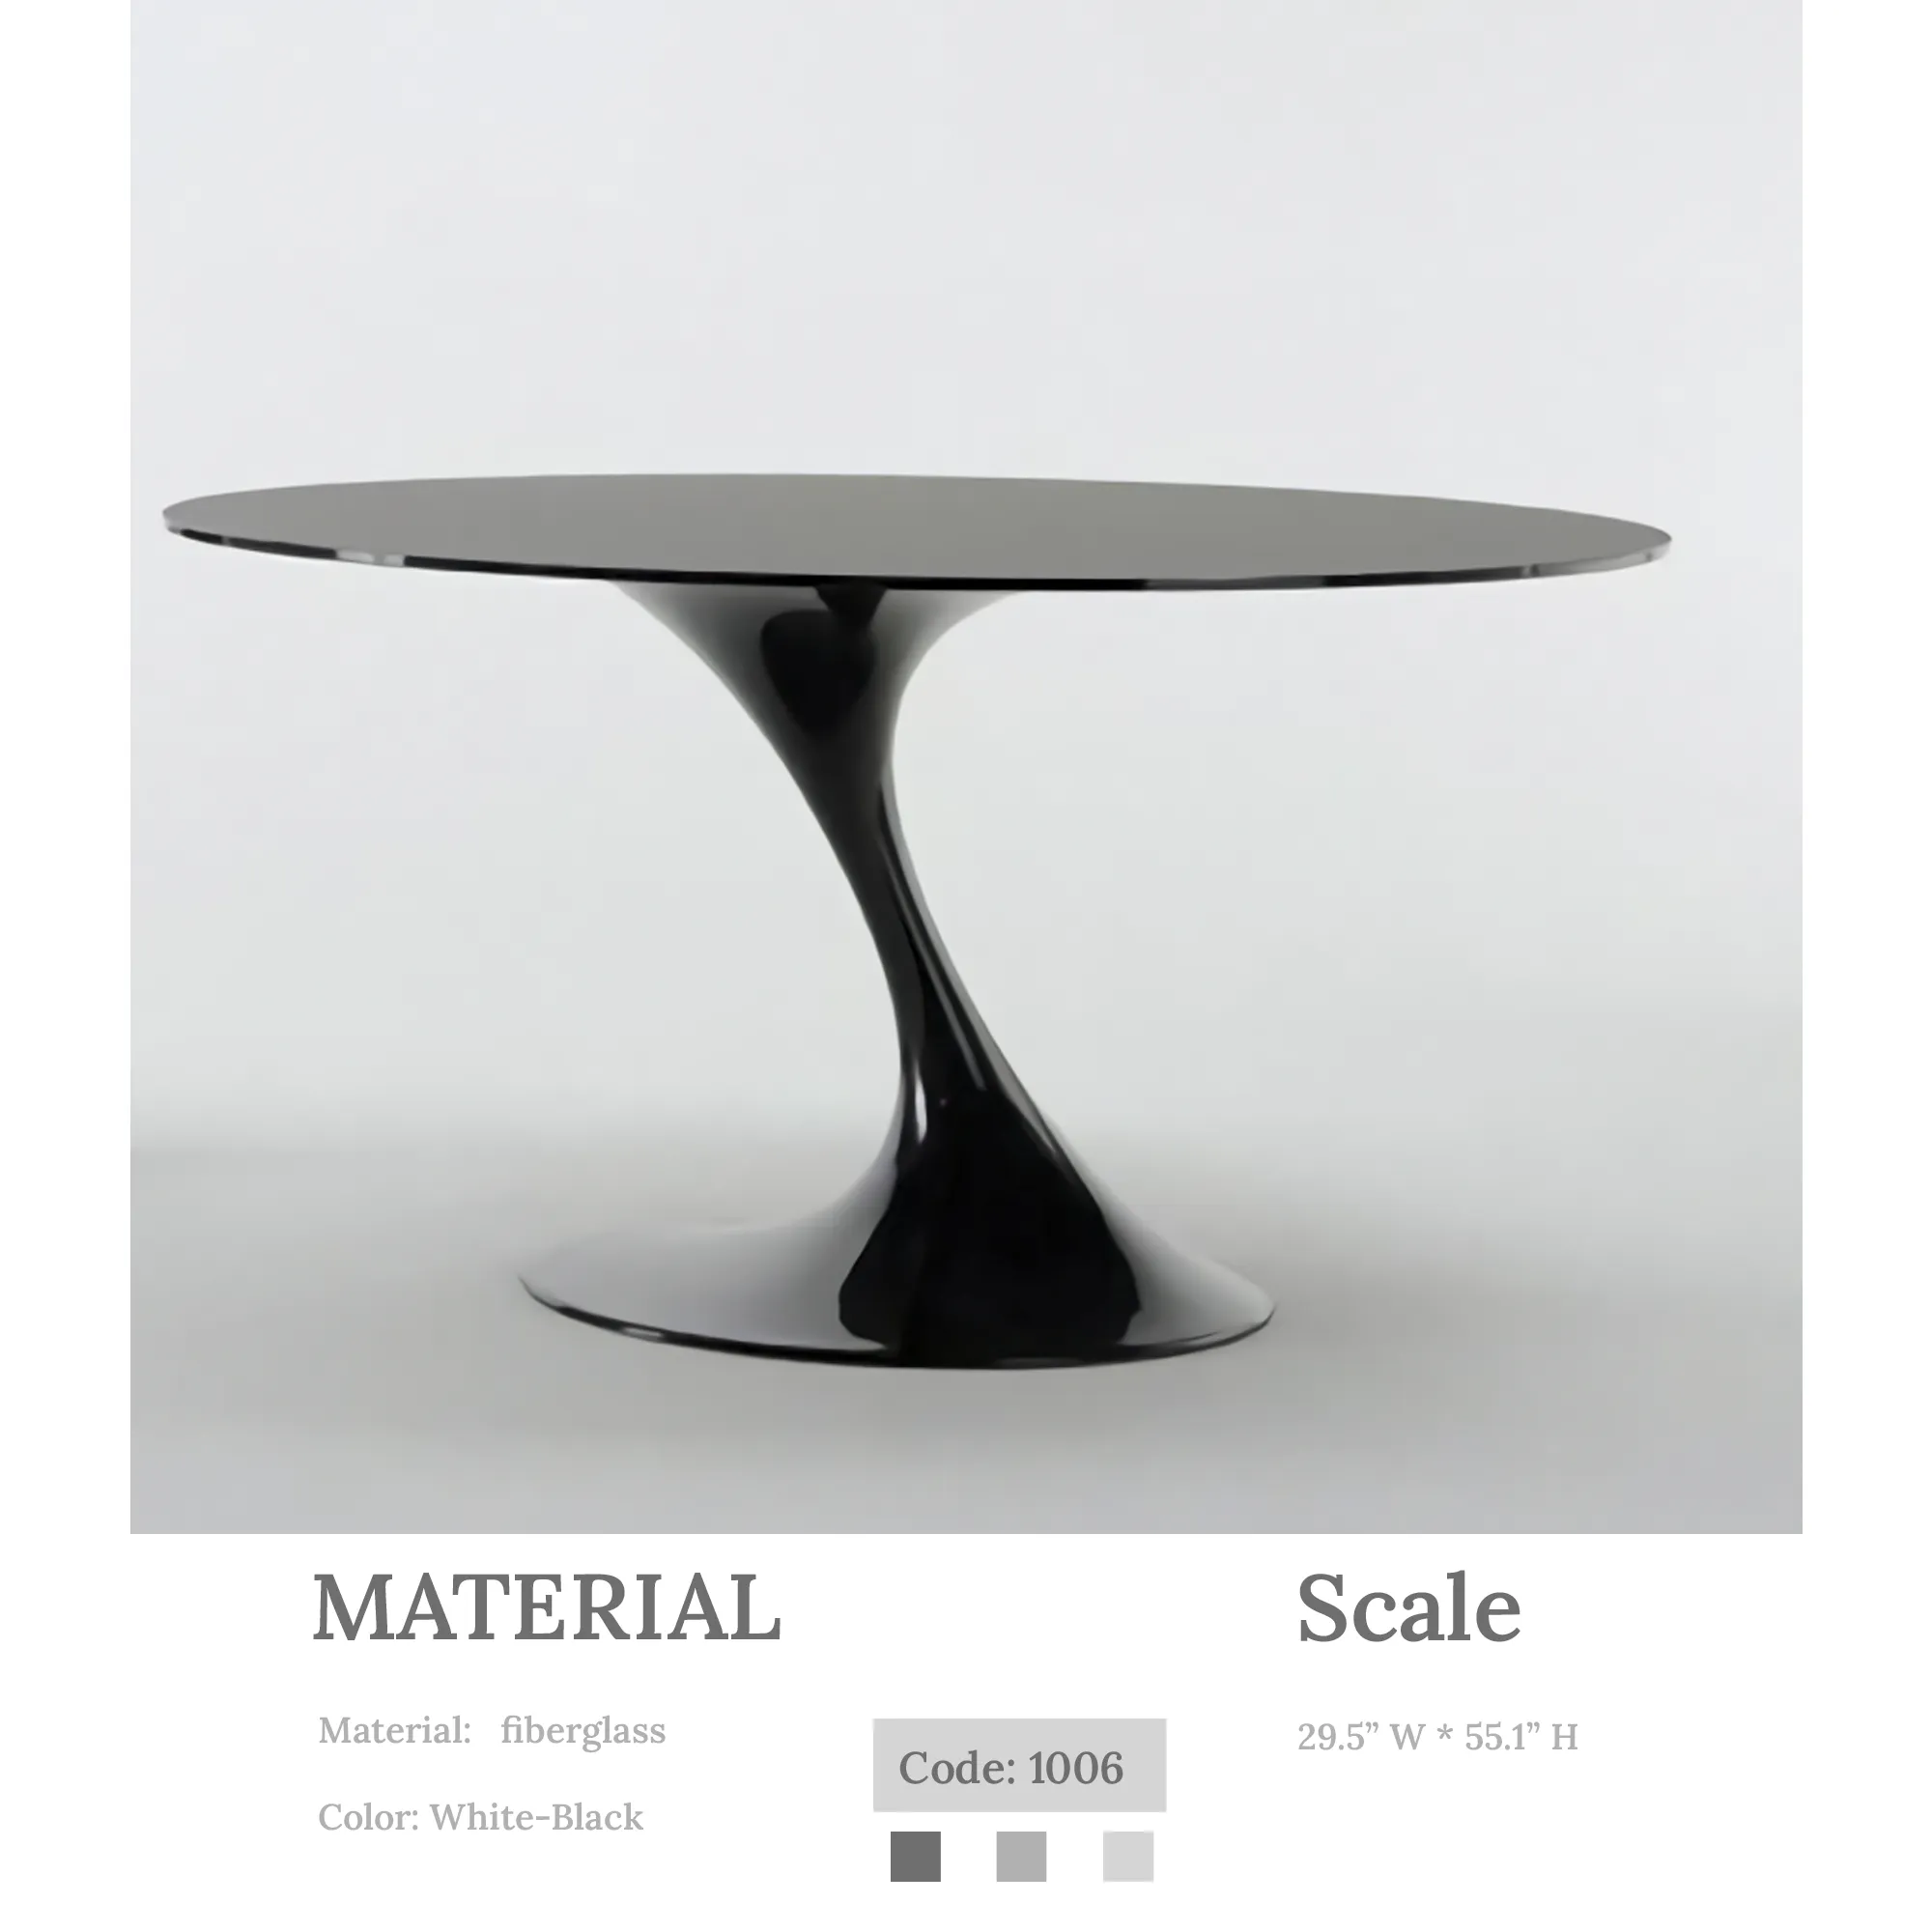 MATERIAL
Material: fiberglass
Color: White-Black
Code: 1006
Scale
29.5” W * 55.1” H